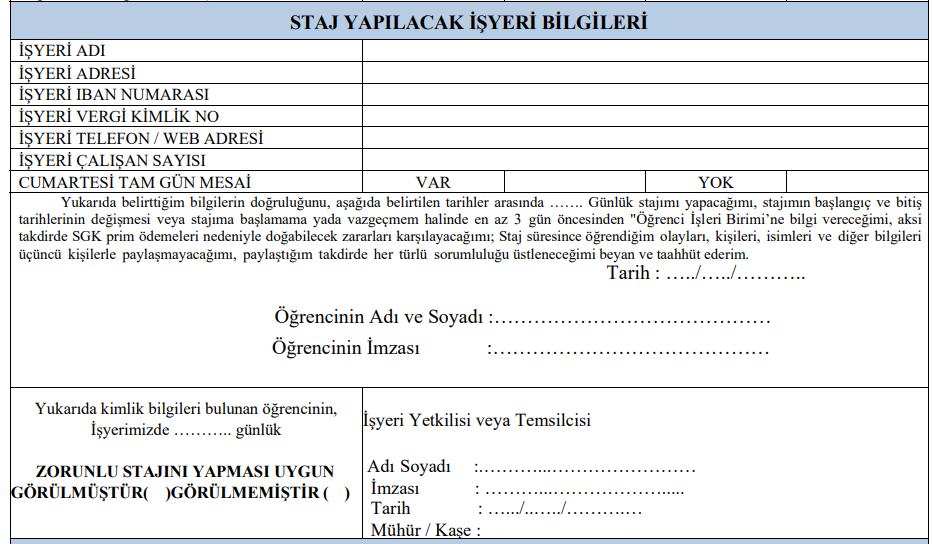 STAJ YAPILACAK İŞYERİ BİLGİLERİ
İŞYERİ ADI
İŞYERİ ADRESİ
İŞYERİ IBAN NUMARASI
İŞYERİ VERGİ KİMLİK NO
İŞYERİ TELEFON / WEB ADRESİ
İŞYERİ ÇALIŞAN SAYISI
CUMARTESİ TAM GÜN MESAİ VAR YOK
Yukarıda belirttiğim bilgilerin doğruluğunu, aşağıda belirtilen tarihler arasında ……. Günlük stajımı yapacağımı, stajımın başlangıç ve bitiş
tarihlerinin değişmesi veya stajıma başlamama yada vazgeçmem halinde en az 3 gün öncesinden "Öğrenci İşleri Birimi’ne bilgi vereceğimi, aksi
takdirde SGK prim ödemeleri nedeniyle doğabilecek zararları karşılayacağımı; Staj süresince öğrendiğim olayları, kişileri, isimleri ve diğer bilgileri
üçüncü kişilerle paylaşmayacağımı, paylaştığım takdirde her türlü sorumluluğu üstleneceğimi beyan ve taahhüt ederim.
Tarih : …../…../………..
Öğrencinin Adı ve Soyadı :……………………………………
Öğrencinin İmzası :……………………………………
Yukarıda kimlik bilgileri bulunan öğrencinin,
İşyerimizde ……….. günlük
ZORUNLU STAJINI YAPMASI UYGUN
GÖRÜLMÜŞTÜR( )GÖRÜLMEMİŞTİR ( )
İşyeri Yetkilisi veya Temsilcisi
Adı Soyadı :.………...…………………
İmzası : ………...……………….....
Tarih : …../..…../……….…
Mühür / Kaşe :